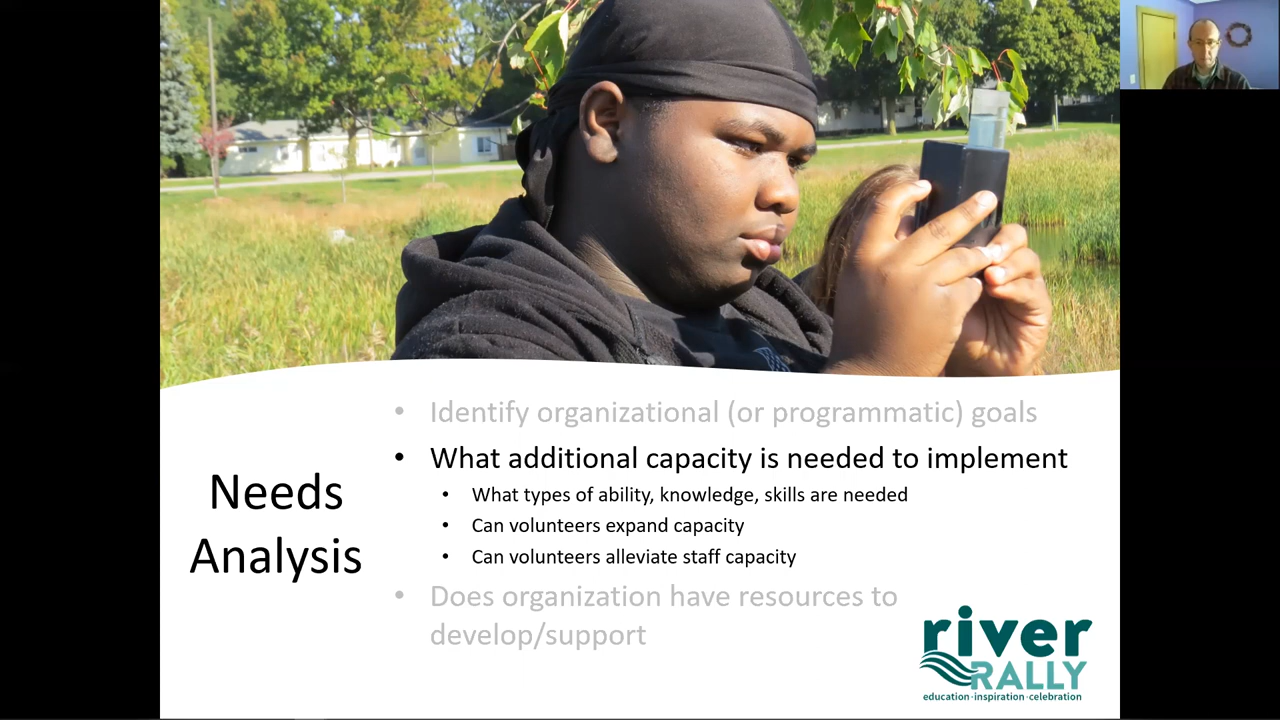 • Identify organizational (or programmatic) goals
• What additional capacity is needed to implement
• What types of ability, knowledge, skills are needed
• Can volunteers expand capacity
• Can volunteers alleviate staff capacity
• Does organization have resources to
develop/support
Needs
Analysis
river
RALLY
education·inspiration·celebration